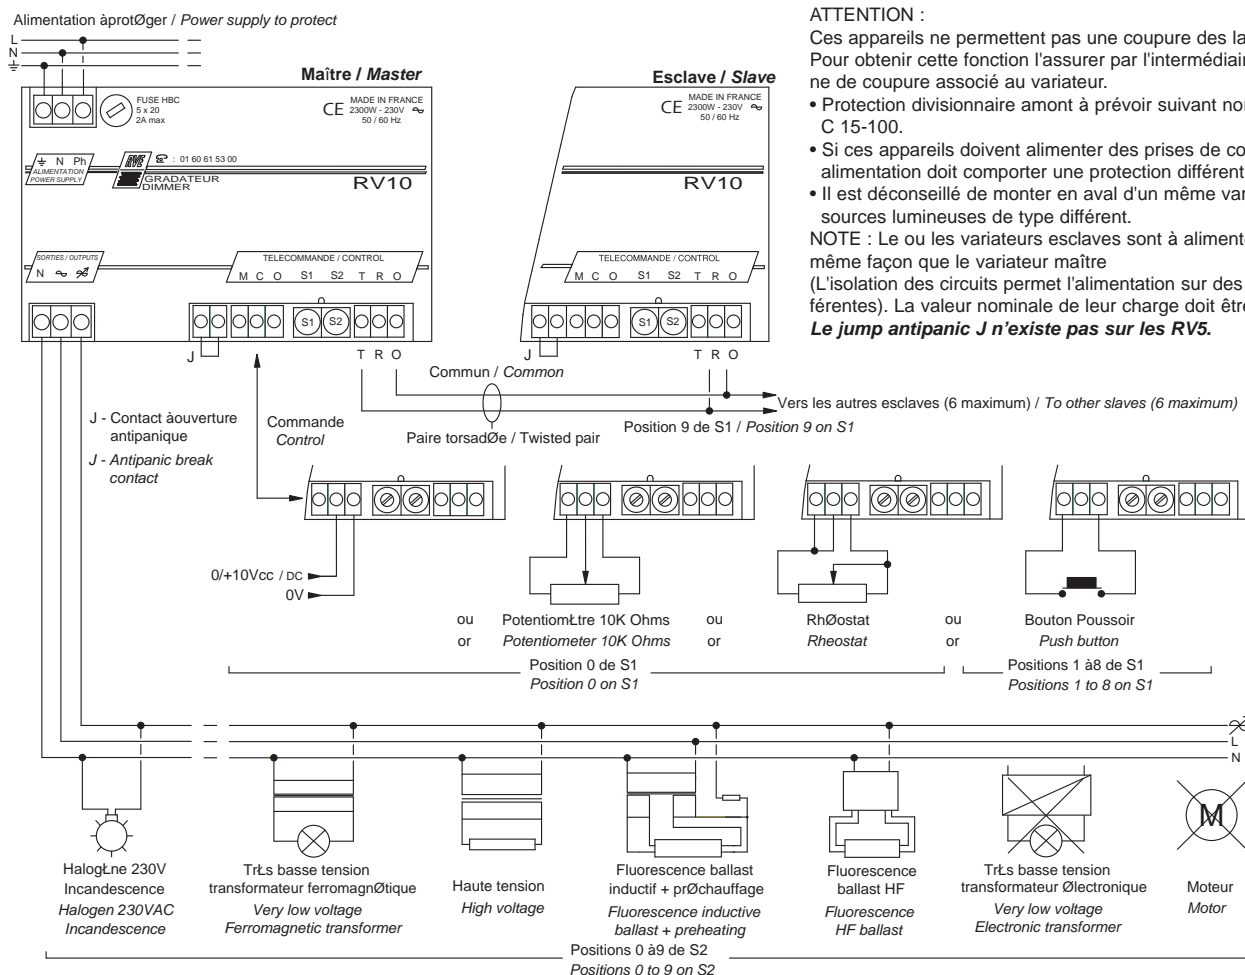 Alimentation àprotØger / Power supply to protect
L
N
Maître / Master
FUSE HBC
5 x 20
2A max
CE
MADE IN FRANCE
2300W - 230V
50 / 60 Hz
N Ph
ALIMENTATION
POWER SUPPLY
: 01 60 61 53 00
GRADATEUR
DIMMER
RV10
SORTIES / OUTPUTS
N
TELECOMMANDE / CONTROL
M C O S1 S2 T R O
S1 S2
J
T R O
Esclave / Slave
CE
MADE IN FRANCE
2300W - 230V
50 / 60 Hz
RV10
TELECOMMANDE / CONTROL
M C O S1 S2 T R O
S1 S2
J
T R O
ATTENTION :
Ces appareils ne permettent pas une coupure des la
Pour obtenir cette fonction l'assurer par l'intermédiair
ne de coupure associé au variateur.
• Protection divisionnaire amont à prévoir suivant nor
C 15-100.
• Si ces appareils doivent alimenter des prises de co
alimentation doit comporter une protection différent
• Il est déconseillé de monter en aval d'un même var
sources lumineuses de type différent.
NOTE : Le ou les variateurs esclaves sont à aliment
même façon que le variateur maître
(L'isolation des circuits permet l'alimentation sur des
férentes). La valeur nominale de leur charge doit êtr
Le jump antipanic J n'existe pas sur les RV5.
Commun / Common
Vers les autres esclaves (6 maximum) / To other slaves (6 maximum)
Position 9 de S1 / Position 9 on S1
Paire torsadØe / Twisted pair
J - Contact àouverture
antipanique
J - Antipanic break
contact
Commande
Control
0/+10Vcc / DC
0V
ou
or
PotentiomŁtre 10K Ohms
Potentiometer 10K Ohms
ou
or
RhØostat
Rheostat
ou
or
Bouton Poussoir
Push button
Position 0 de S1
Position 0 on S1
Positions 1 à8 de S1
Positions 1 to 8 on S1
L
N
HalogŁne 230V
Incandescence
Halogen 230VAC
Incandescence
TrŁs basse tension
transformateur ferromagnØtique
Very low voltage
Ferromagnetic transformer
Haute tension
High voltage
Fluorescence ballast
inductif + prØchauffage
Fluorescence inductive
ballast + preheating
Fluorescence
ballast HF
Fluorescence
HF ballast
TrŁs basse tension
transformateur Ølectronique
Very low voltage
Electronic transformer
M
Moteur
Motor
Positions 0 à9 de S2
Positions 0 to 9 on S2